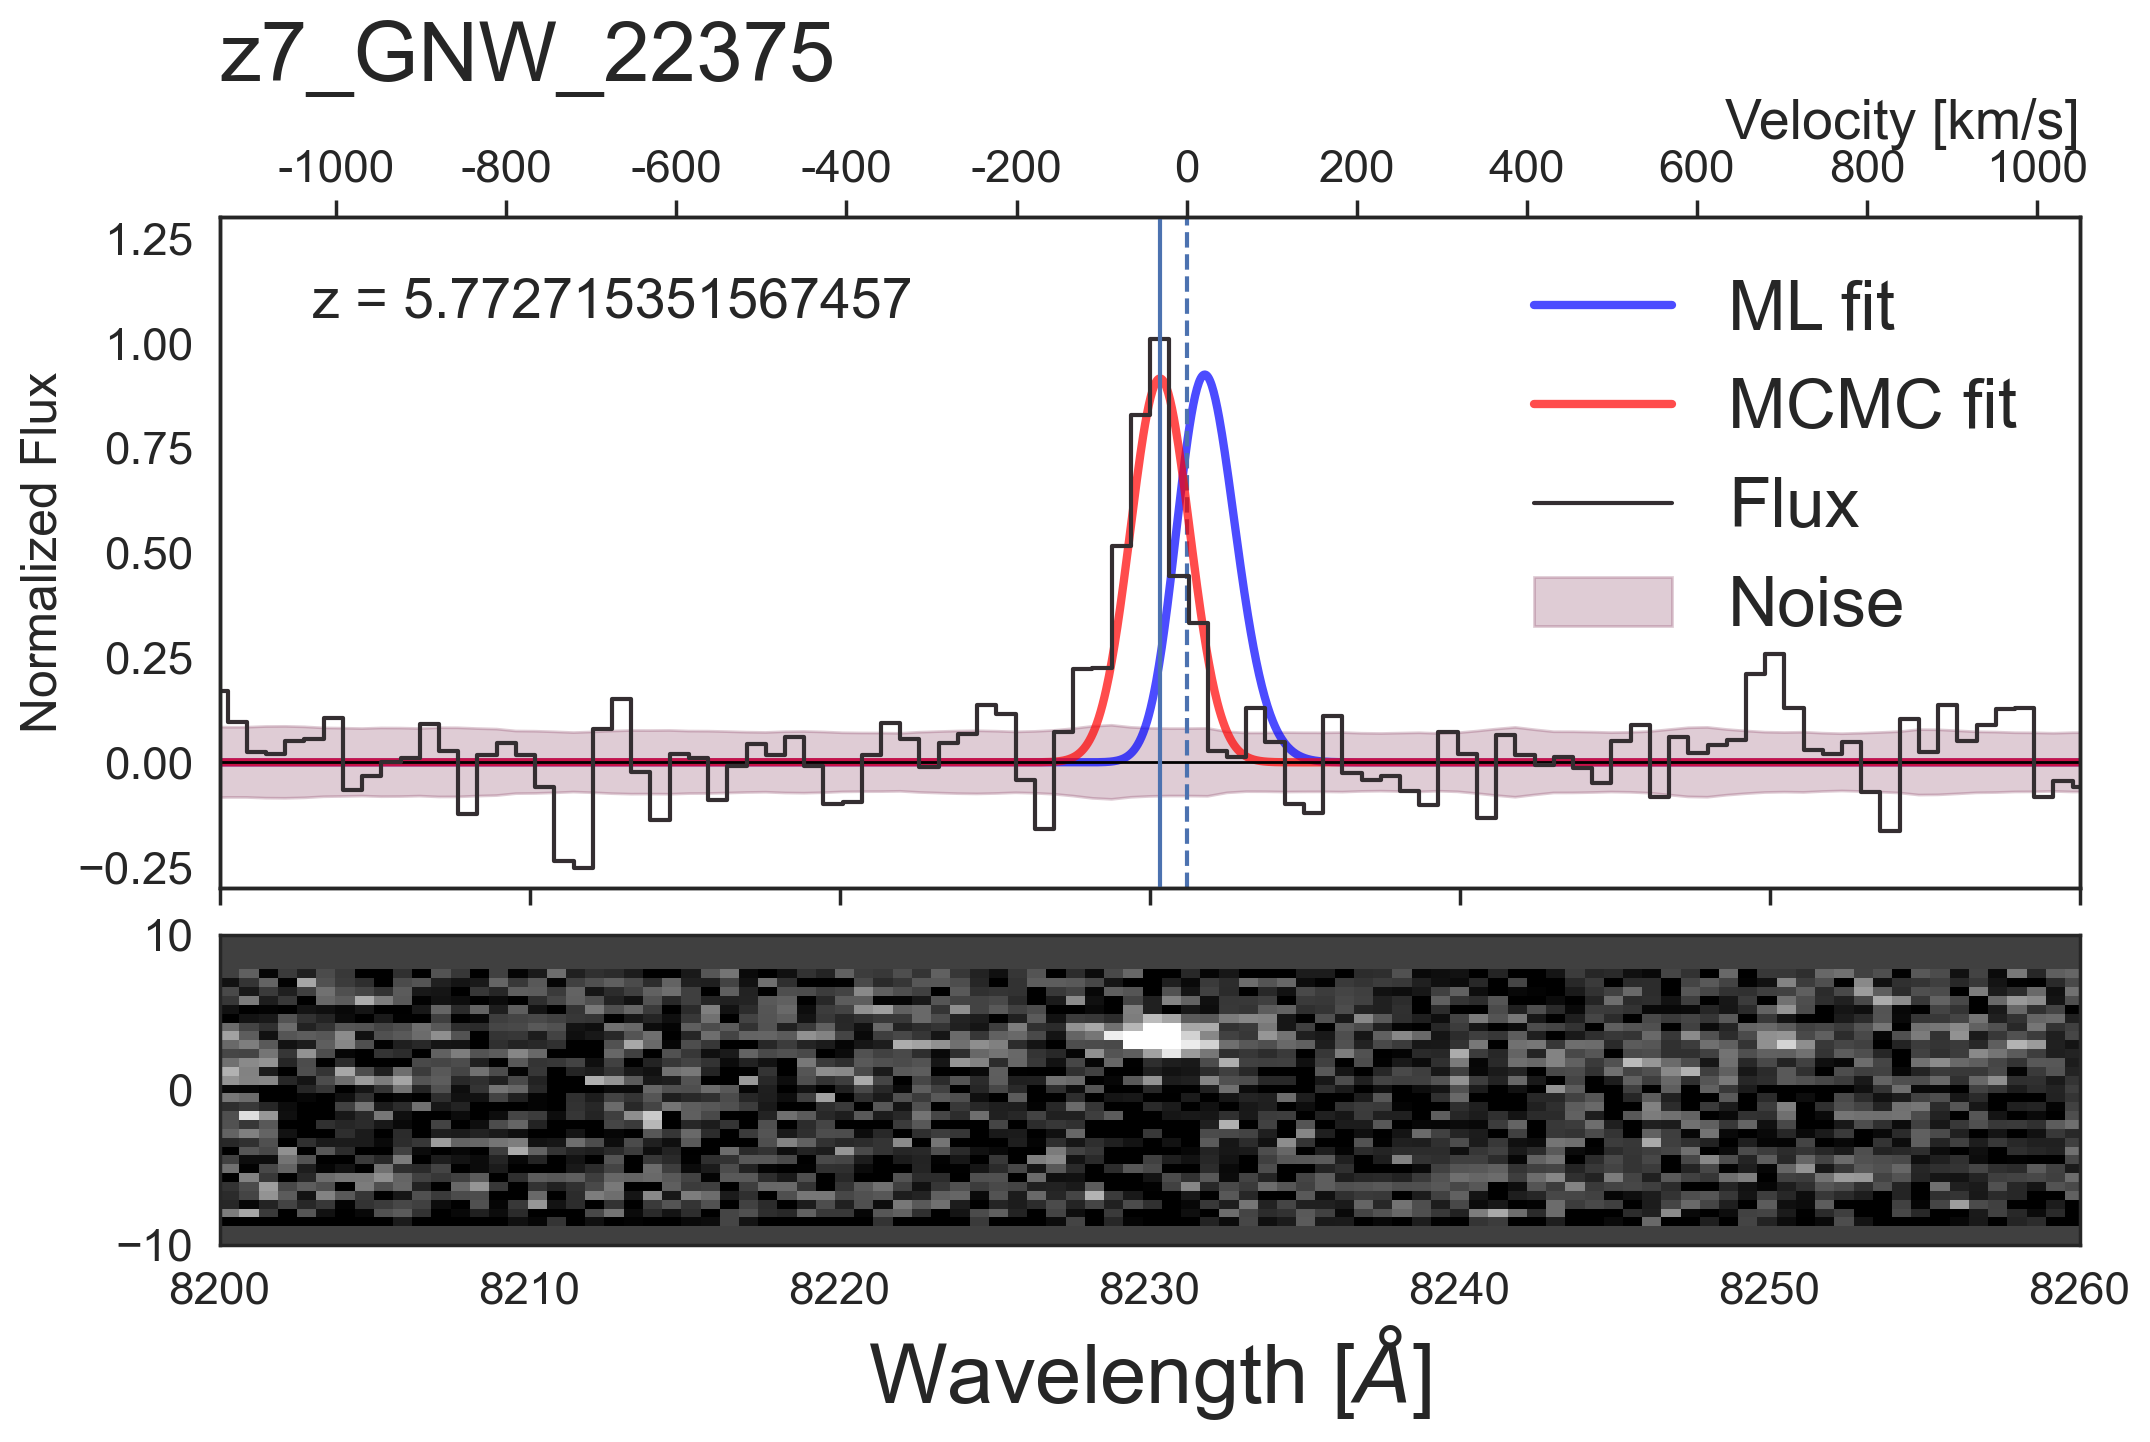 z7_GNW_22375
Velocity [km/s]
-1000 -800 -600 -400 -200 0 200 400 600 800 1000
1.25
1.00
0.75
0.50
0.25
0.00
−0.25
Normalized Flux
z = 5.772715351567457
ML fit
MCMC fit
Flux
Noise
10
0
−10
8200 8210 8220 8230 8240 8250 8260
Wavelength [Å]